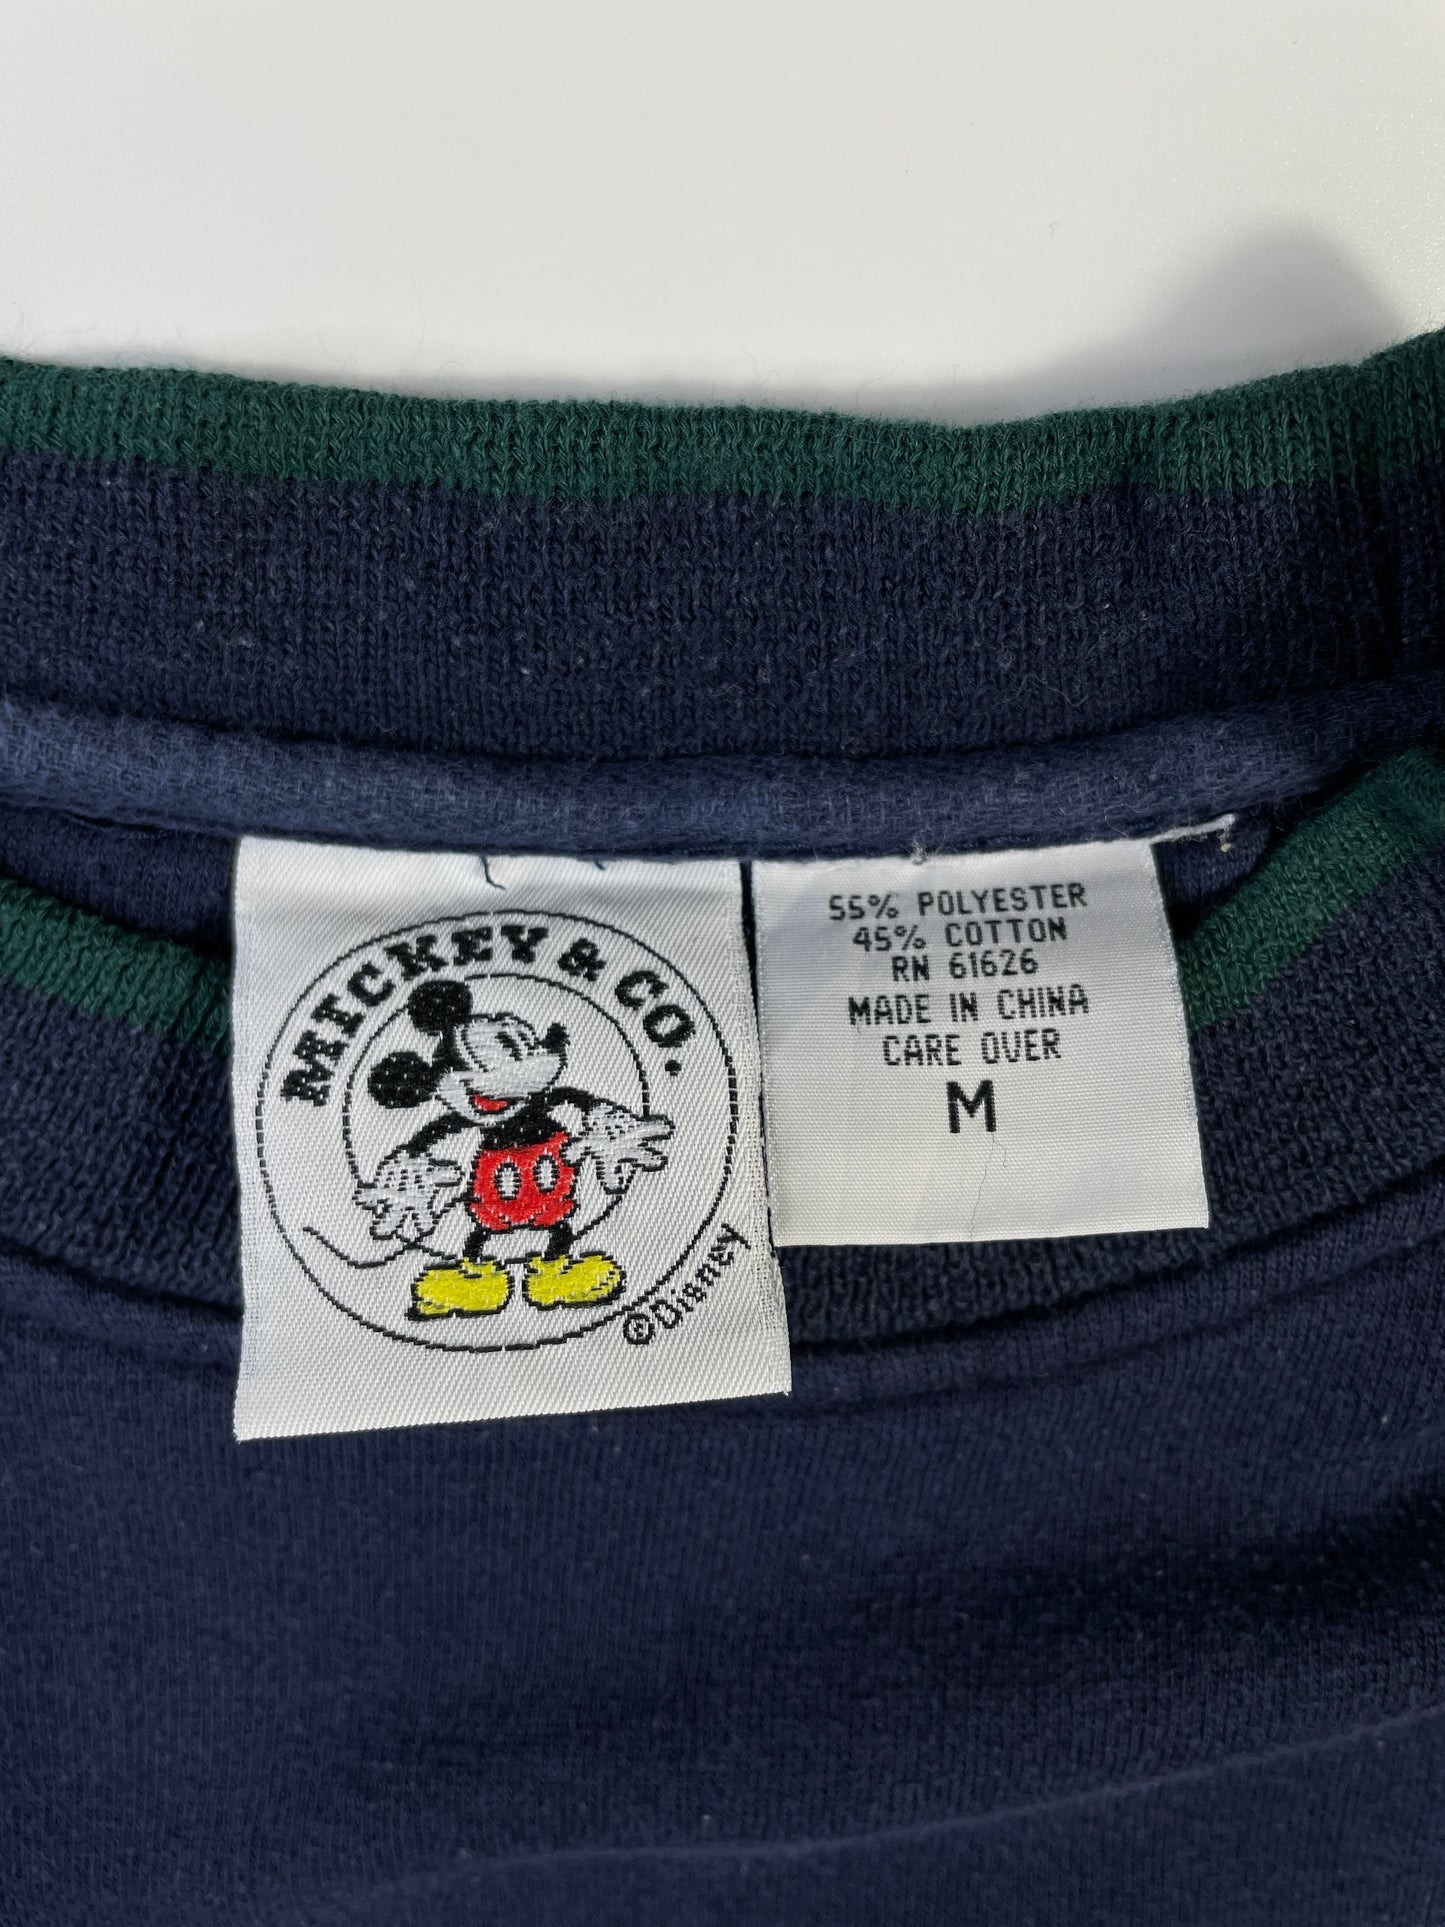 MICKEY & CO.
©Disney
55% POLYESTER
45% COTTON
RN 61626
MADE IN CHINA
CARE OVER
M